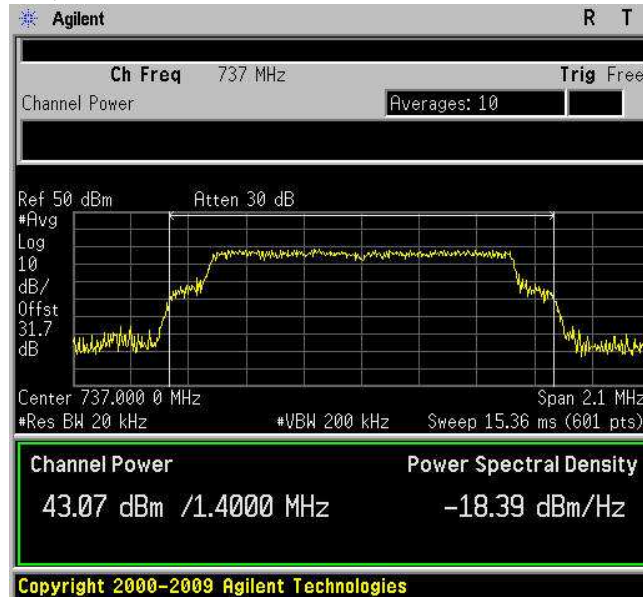 Agilent R T
Ch Freq 737 MHz Trig Free
Channel Power Averages: 10
Ref 50 dBm Atten 30 dB
#Avg
Log
10
dB/
Offst
31.7
dB
Center 737.000 0 MHz Span 2.1 MHz
#Res BW 20 kHz #VBW 200 kHz Sweep 15.36 ms (601 pts)
Channel Power Power Spectral Density
43.07 dBm /1.4000 MHz -18.39 dBm/Hz
Copyright 2000-2009 Agilent Technologies